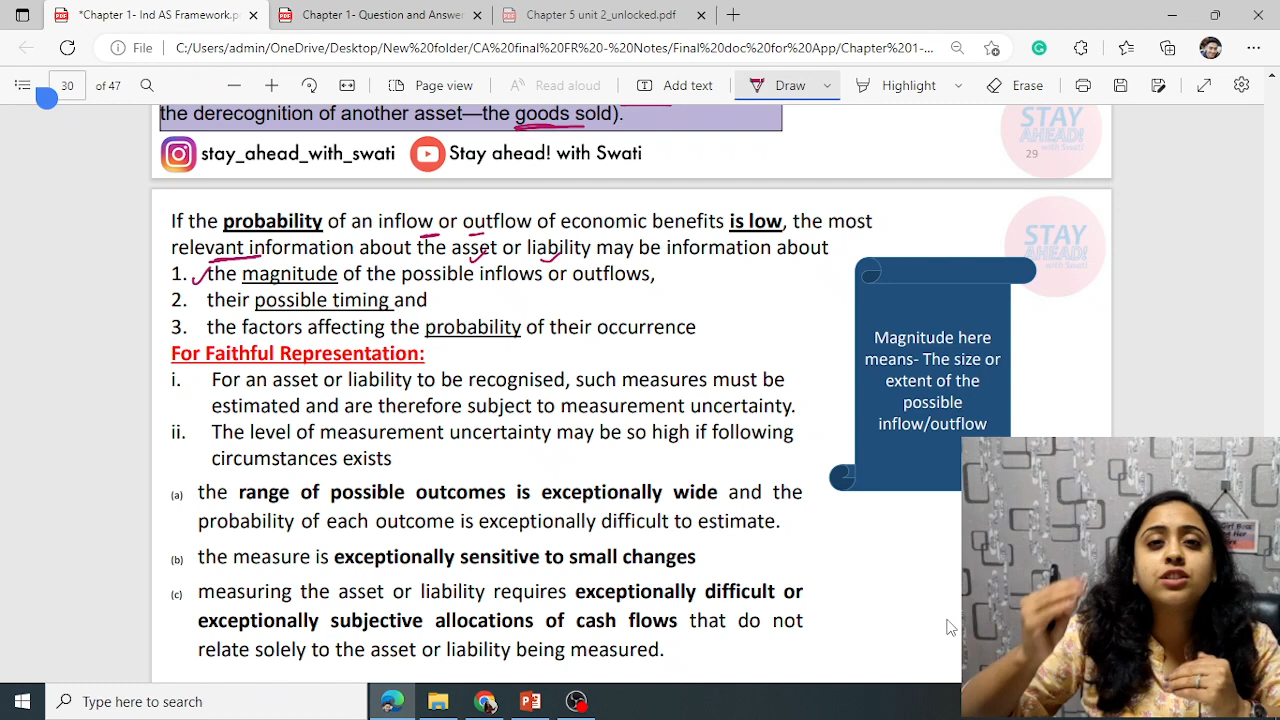 *Chapter 1- Ind AS Framework.p
Chapter 1- Question and Answer
Chapter 5 unit 2_unlocked.pdf
File
C:/Users/admin/OneDrive/Desktop/New%20folder/CA%20Final%20FR%20-%20Notes/Final%20doc%20for%20App/Chapter%201-...
30 of 47
Page view
Read aloud
Add text
Draw
Highlight
Erase
the derecognition of another asset—the goods sold).
stay_ahead_with_swati
Stay ahead! with Swati
STAY
AHEAD!
with Swati
29
If the probability of an inflow or outflow of economic benefits is low, the most
relevant information about the asset or liability may be information about
1. the magnitude of the possible inflows or outflows,
2. their possible timing and
3. the factors affecting the probability of their occurrence
For Faithful Representation:
i. For an asset or liability to be recognised, such measures must be
estimated and are therefore subject to measurement uncertainty.
ii. The level of measurement uncertainty may be so high if following
circumstances exists
(a) the range of possible outcomes is exceptionally wide and the
probability of each outcome is exceptionally difficult to estimate.
(b) the measure is exceptionally sensitive to small changes
(c) measuring the asset or liability requires exceptionally difficult or
exceptionally subjective allocations of cash flows that do not
relate solely to the asset or liability being measured.
STAY
AHEAD!
with Swati
Magnitude here
means- The size or
extent of the
possible
inflow/outflow
Type here to search